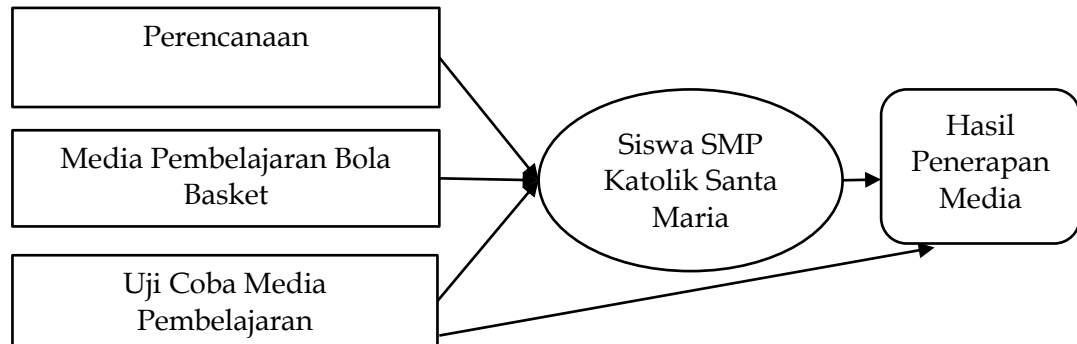 Perencanaan
Media Pembelajaran Bola
Basket
Uji Coba Media
Pembelajaran
Siswa SMP
Katolik Santa
Maria
Hasil
Penerapan
Media